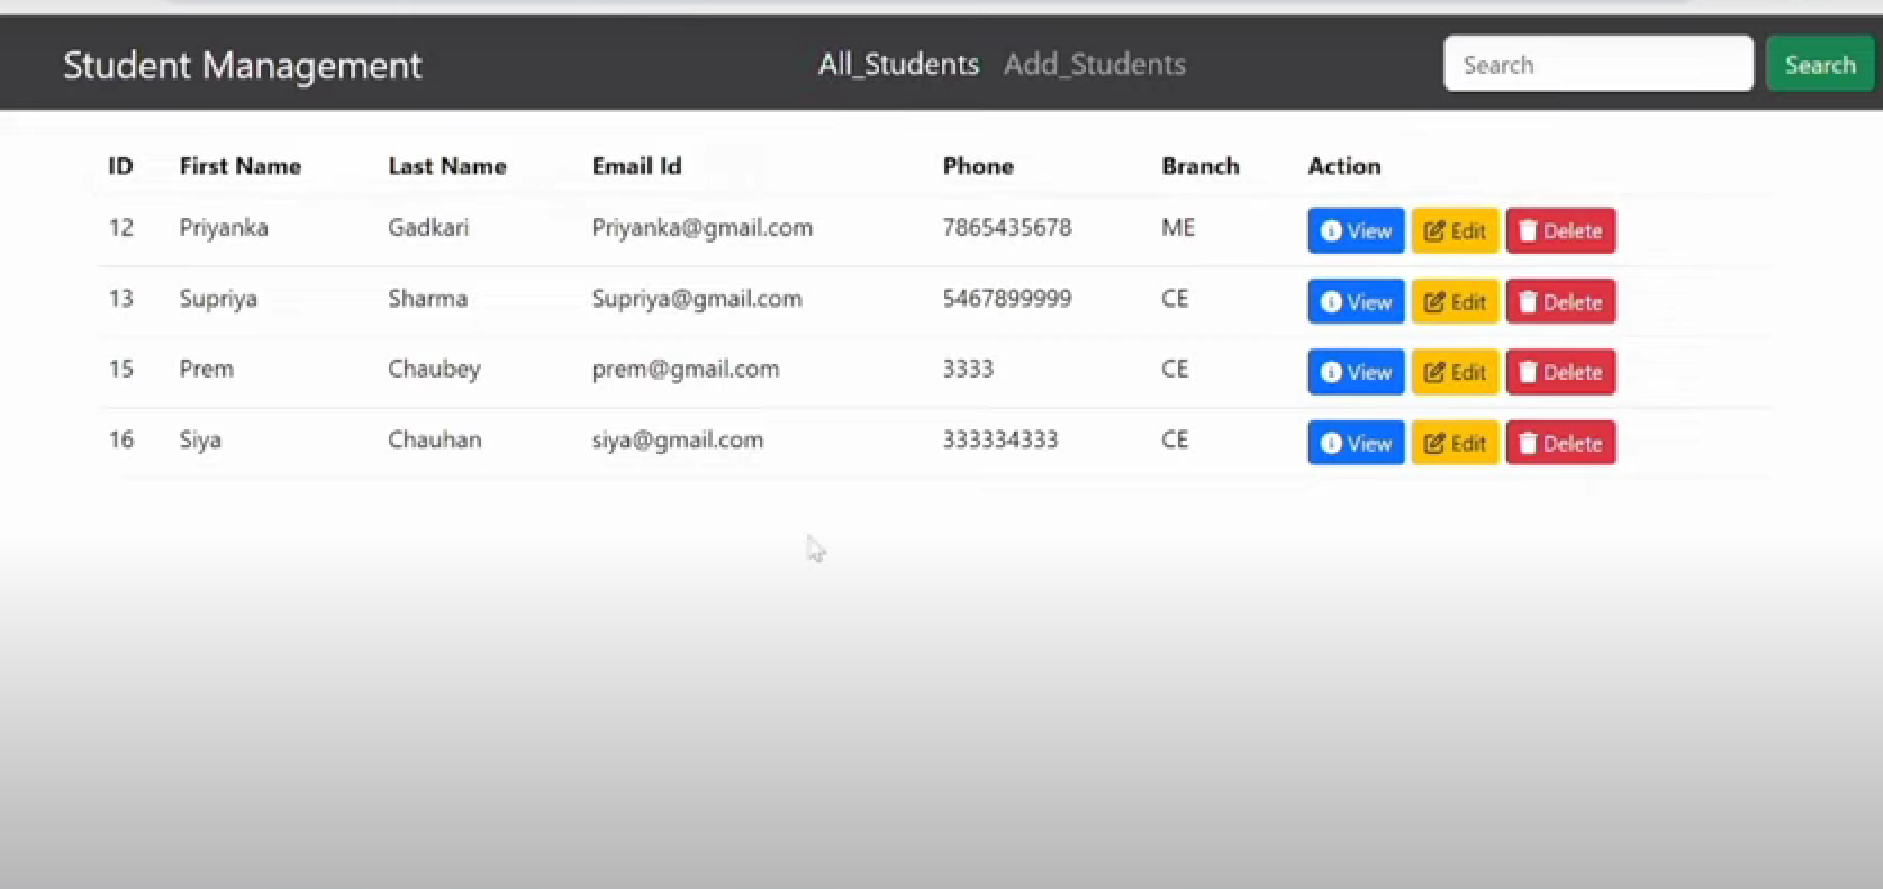 Student Management All_Students Add_Students Search Search
ID First Name Last Name Email Id Phone Branch Action
12 Priyanka Gadkari Priyanka@gmail.com 7865435678 ME View Edit Delete
13 Supriya Sharma Supriya@gmail.com 5467899999 CE View Edit Delete
15 Prem Chaubey prem@gmail.com 3333 CE View Edit Delete
16 Siya Chauhan siya@gmail.com 333334333 CE View Edit Delete